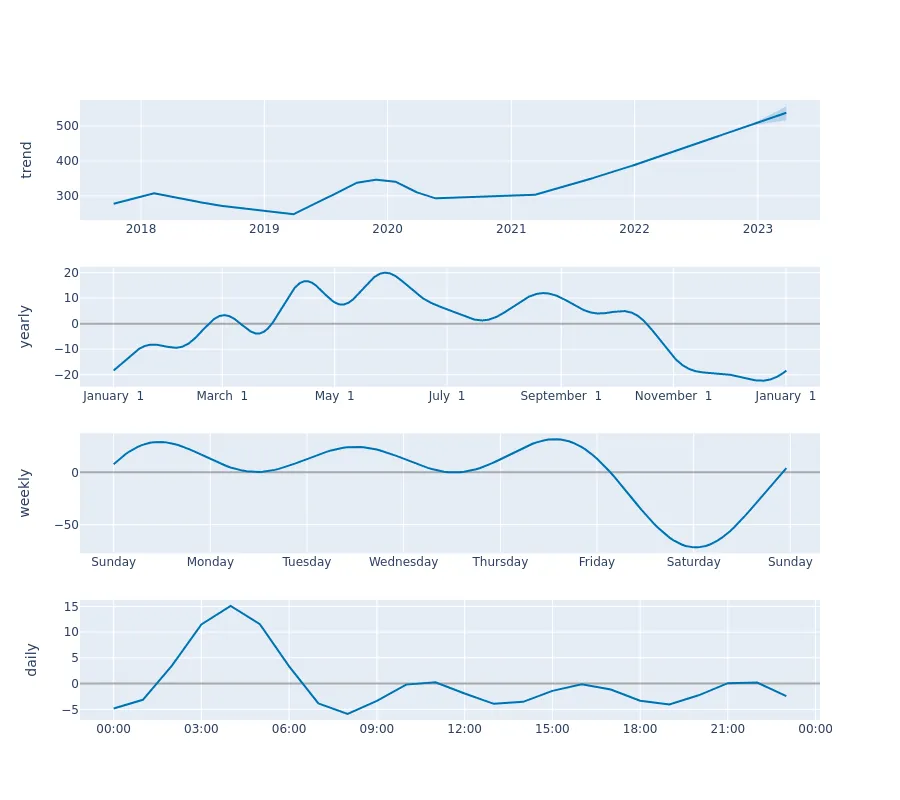 trend
500
400
300
2018 2019 2020 2021 2022 2023
yearly
20
10
0
−10
−20
January 1 March 1 May 1 July 1 September 1 November 1 January 1
weekly
0
−50
Sunday Monday Tuesday Wednesday Thursday Friday Saturday Sunday
daily
15
10
5
0
−5
00:00 03:00 06:00 09:00 12:00 15:00 18:00 21:00 00:00